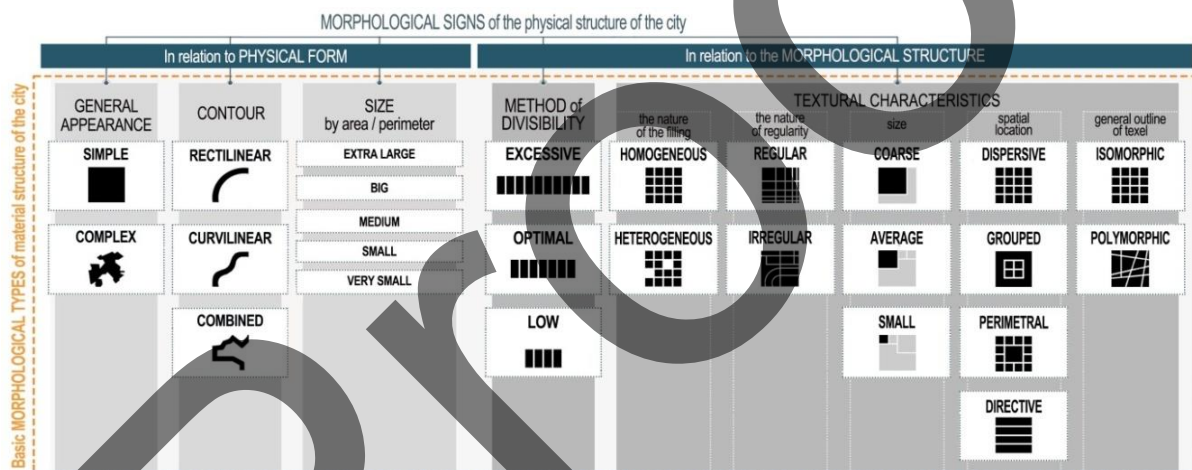 MORPHOLOGICAL SIGNS of the physical structure of the city
In relation to PHYSICAL FORM
In relation to the MORPHOLOGICAL STRUCTURE
Basic MORPHOLOGICAL TYPES of material structure of the city
GENERAL
APPEARANCE
SIMPLE
COMPLEX
CONTOUR
RECTILINEAR
CURVILINEAR
COMBINED
SIZE
by area / perimeter
EXTRA LARGE
BIG
MEDIUM
SMALL
VERY SMALL
METHOD of
DIVISIBILITY
EXCESSIVE
OPTIMAL
LOW
TEXTURAL CHARACTERISTICS
the nature
of the filling
HOMOGENEOUS
HETEROGENEOUS
the nature
of regularity
REGULAR
IRREGULAR
size
COARSE
AVERAGE
SMALL
spatial
location
DISPERSIVE
GROUPED
PERIMETRAL
DIRECTIVE
general outline
of texel
ISOMORPHIC
POLYMORPHIC